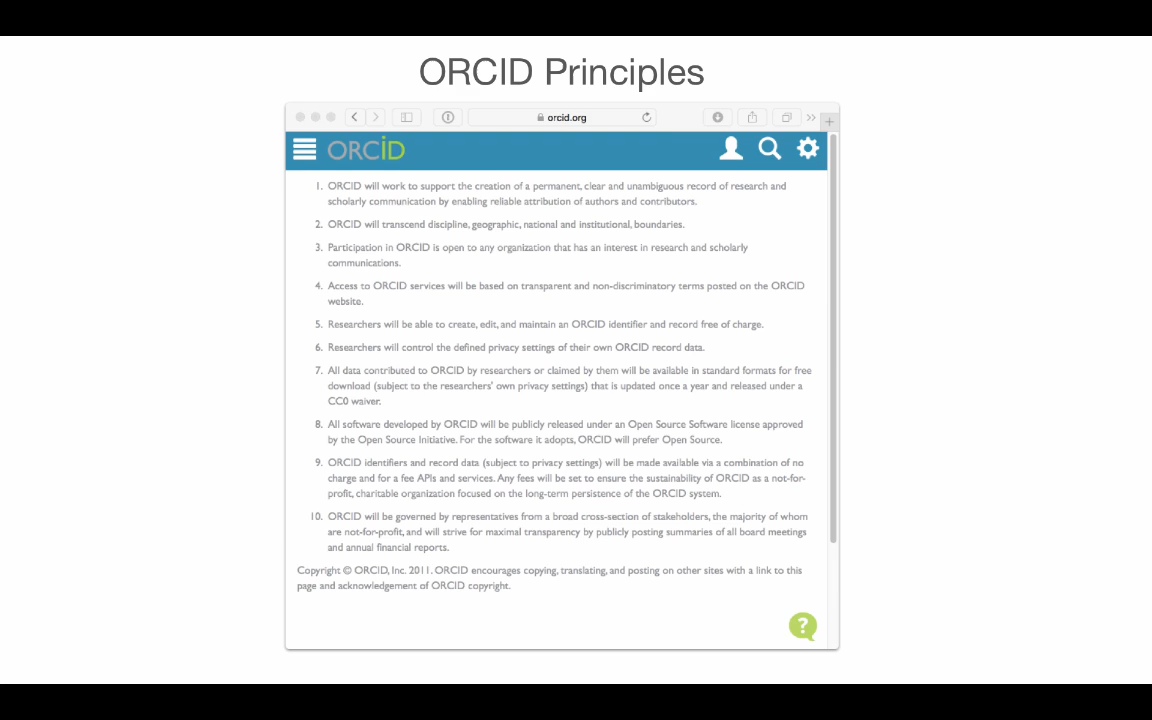 ORCID Principles
orcid.org
ORCID
1. ORCID will work to support the creation of a permanent, clear and unambiguous record of research and
scholarly communication by enabling reliable attribution of authors and contributors.
2. ORCID will transcend discipline, geographic, national and institutional, boundaries.
3. Participation in ORCID is open to any organization that has an interest in research and scholarly
communications.
4. Access to ORCID services will be based on transparent and non-discriminatory terms posted on the ORCID
website.
5. Researchers will be able to create, edit, and maintain an ORCID identifier and record free of charge.
6. Researchers will control the defined privacy settings of their own ORCID record data.
7. All data contributed to ORCID by researchers or claimed by them will be available in standard formats for free
download (subject to the researchers' own privacy settings) that is updated once a year and released under a
CC0 waiver.
8. All software developed by ORCID will be publicly released under an Open Source Software license approved
by the Open Source Initiative. For the software it adopts, ORCID will prefer Open Source.
9. ORCID identifiers and record data (subject to privacy settings) will be made available via a combination of no
charge and for a fee APIs and services. Any fees will be set to ensure the sustainability of ORCID as a not-for-
profit, charitable organization focused on the long-term persistence of the ORCID system.
10. ORCID will be governed by representatives from a broad cross-section of stakeholders, the majority of whom
are not-for-profit, and will strive for maximal transparency by publicly posting summaries of all board meetings
and annual financial reports.
Copyright © ORCID, Inc. 2011. ORCID encourages copying, translating, and posting on other sites with a link to this
page and acknowledgement of ORCID copyright.
?